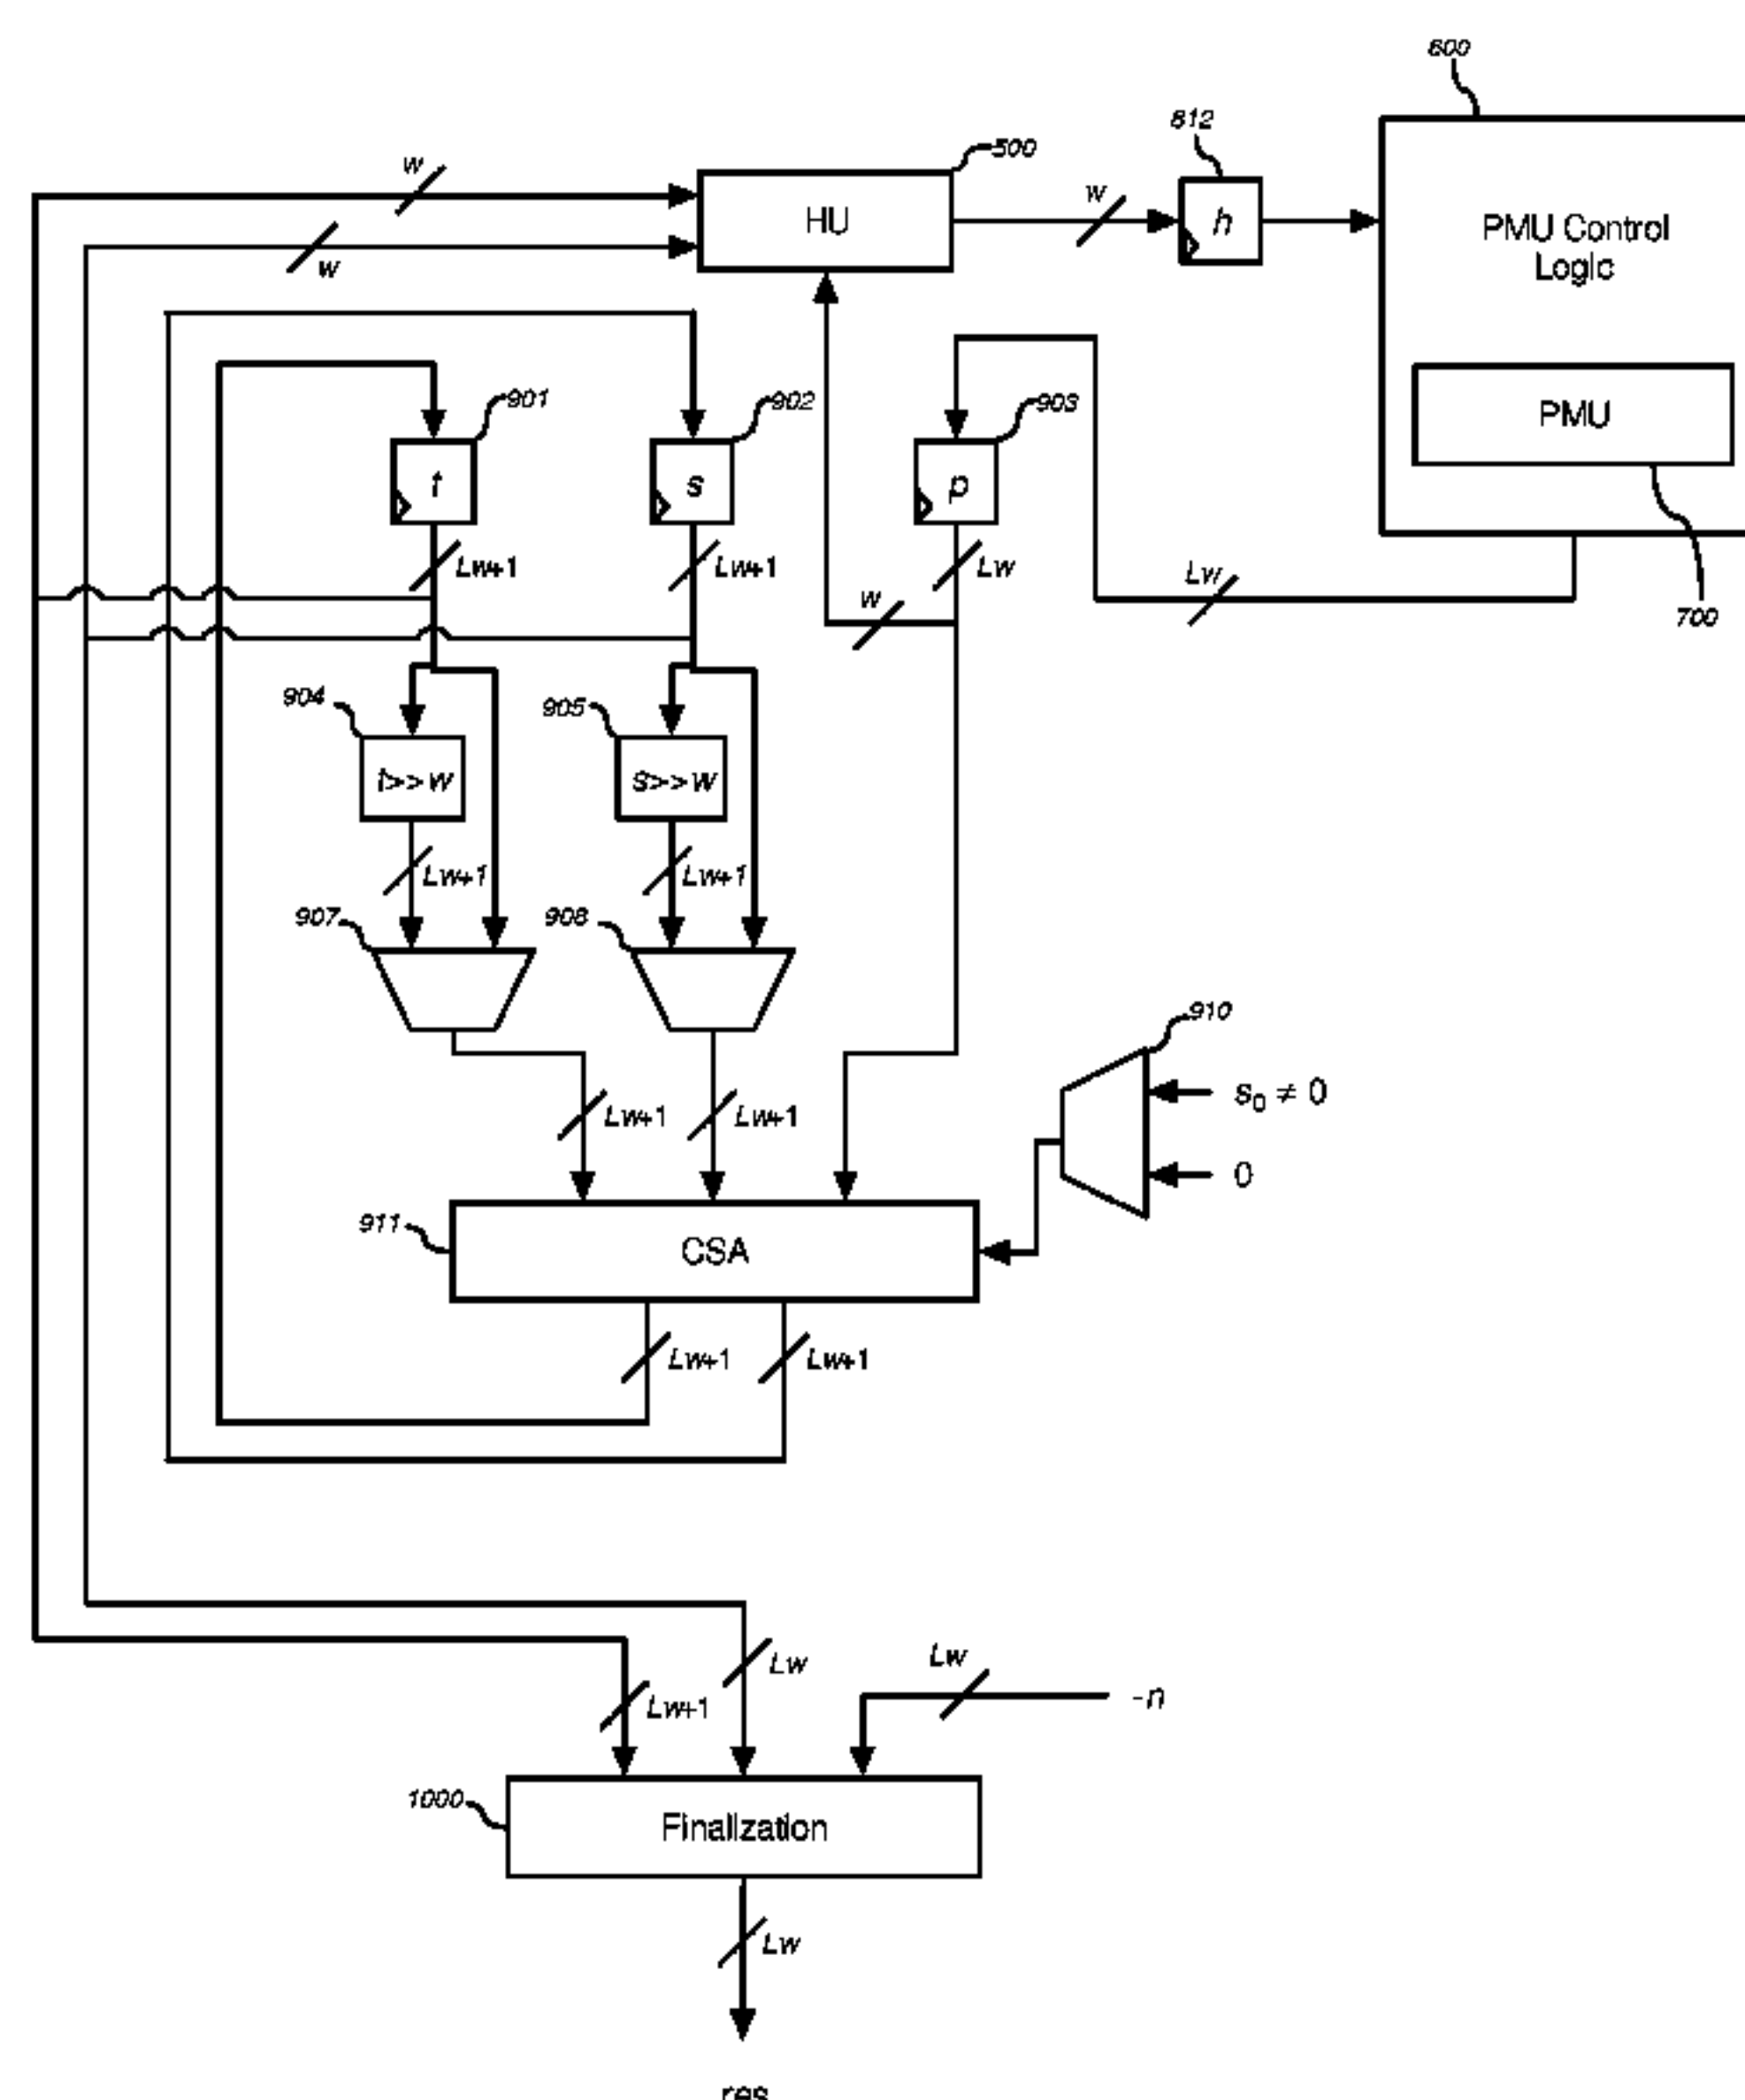 800
812
500
w
HU
w
h
PMU Control
Logic
w
PMU
901
902
903
t
s
p
Lw+1
Lw+1
Lw
w
Lw
700
904
905
t>>w
s>>w
Lw+1
Lw+1
907
908
910
s0 ≠ 0
Lw+1
Lw+1
0
911
CSA
Lw+1
Lw+1
Lw
Lw
-n
Lw+1
1000
Finalization
Lw
res